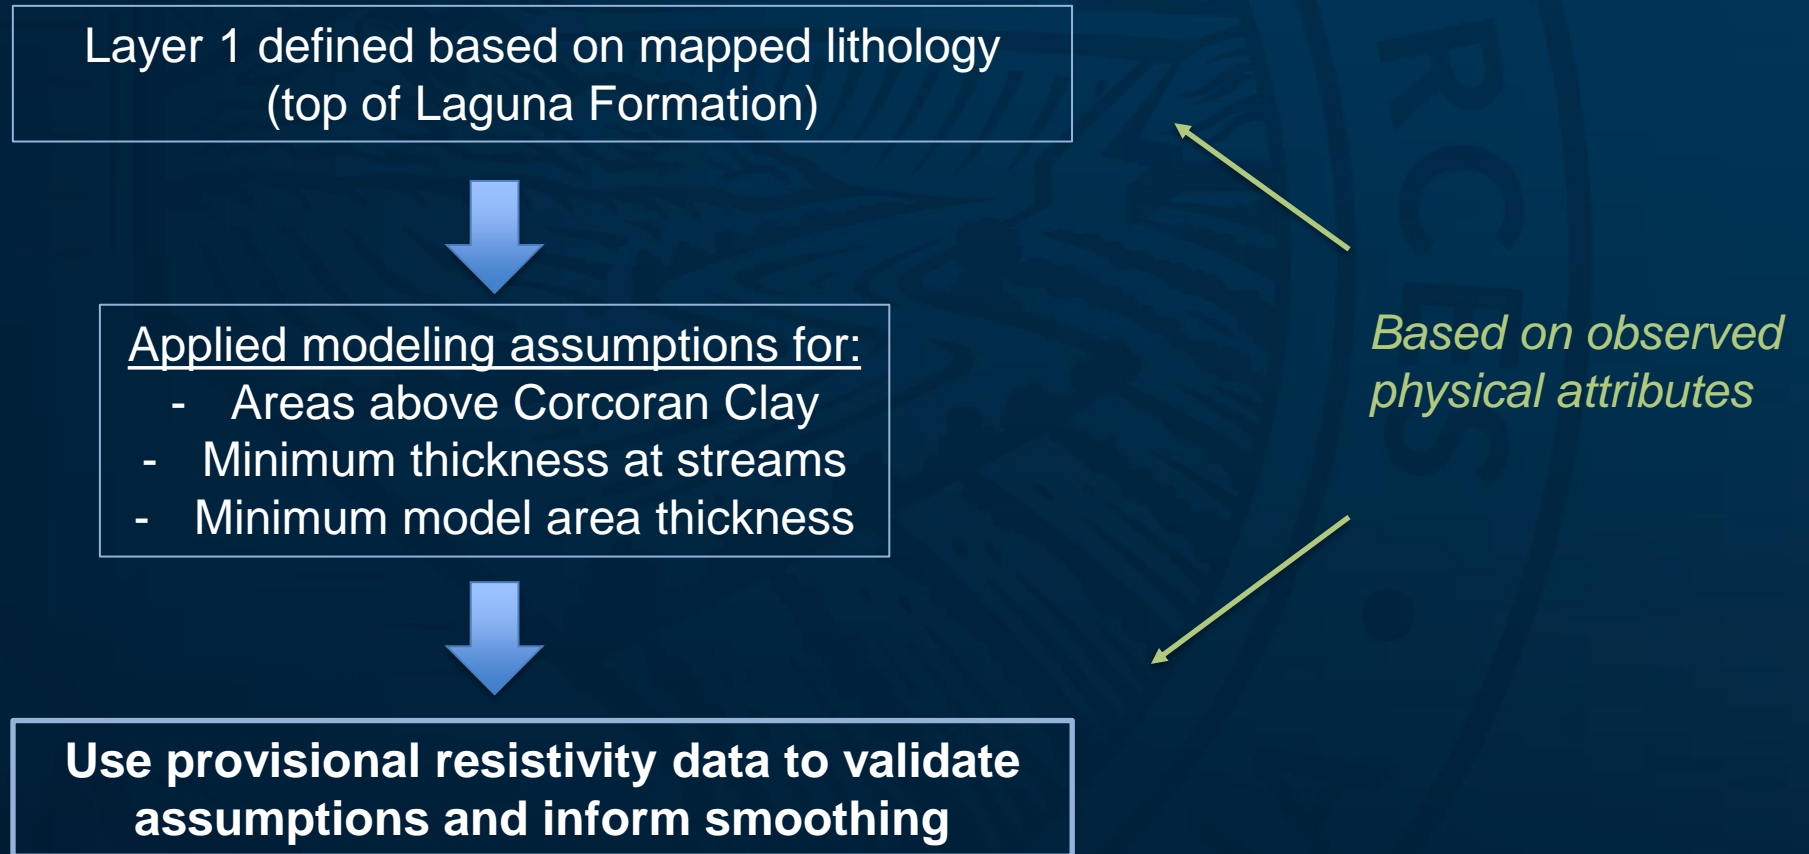 Layer 1 defined based on mapped lithology
(top of Laguna Formation)
Applied modeling assumptions for:
- Areas above Corcoran Clay
- Minimum thickness at streams
- Minimum model area thickness
Based on observed
physical attributes
Use provisional resistivity data to validate
assumptions and inform smoothing
RCES